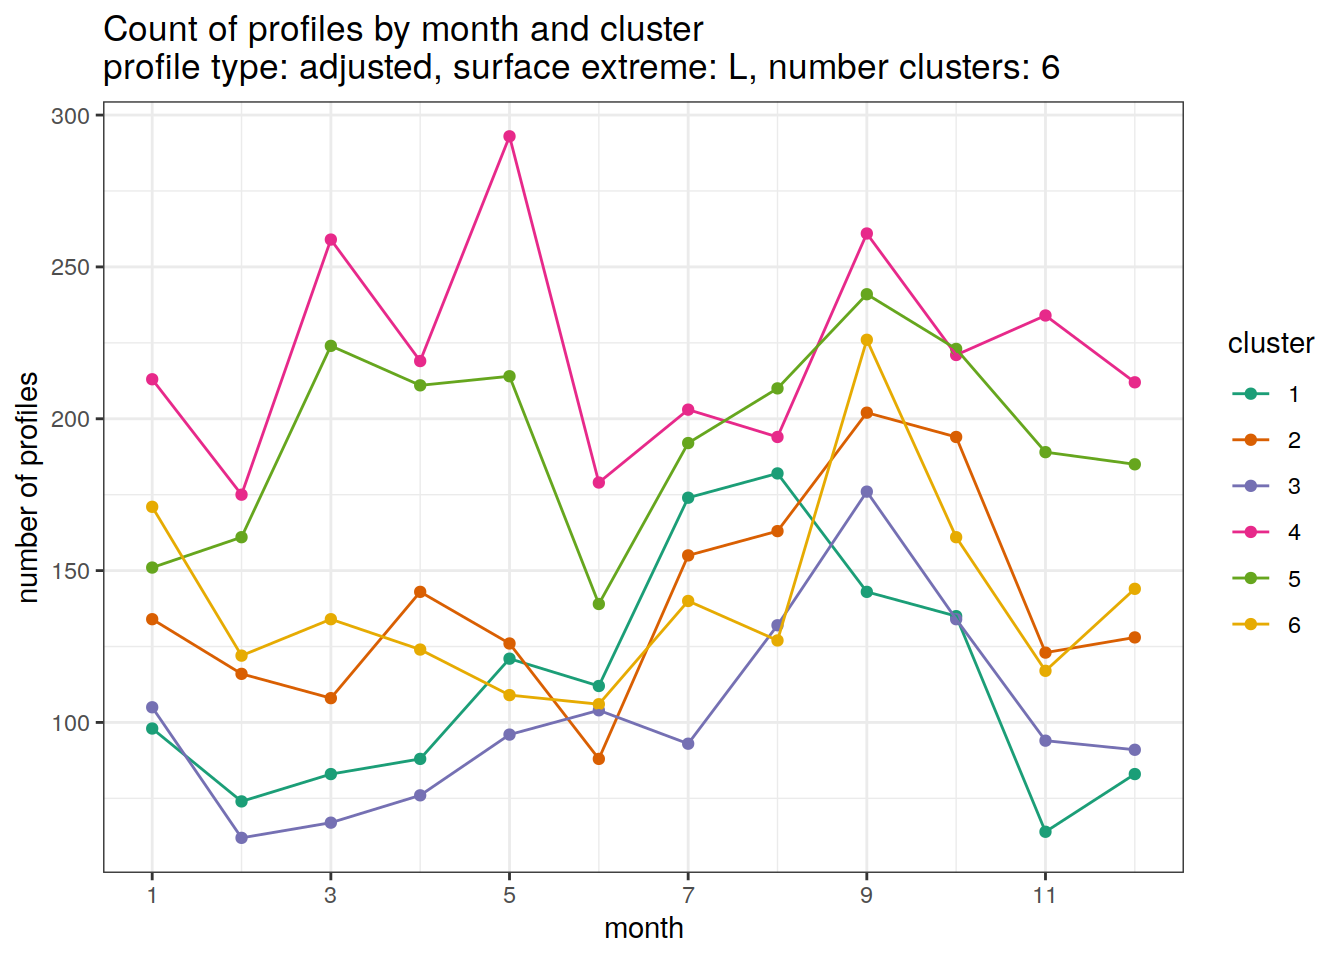 Count of profiles by month and cluster
profile type: adjusted, surface extreme: L, number clusters: 6
300
250
200
150
100
number of profiles
1 3 5 7 9 11
month
cluster
1
2
3
4
5
6